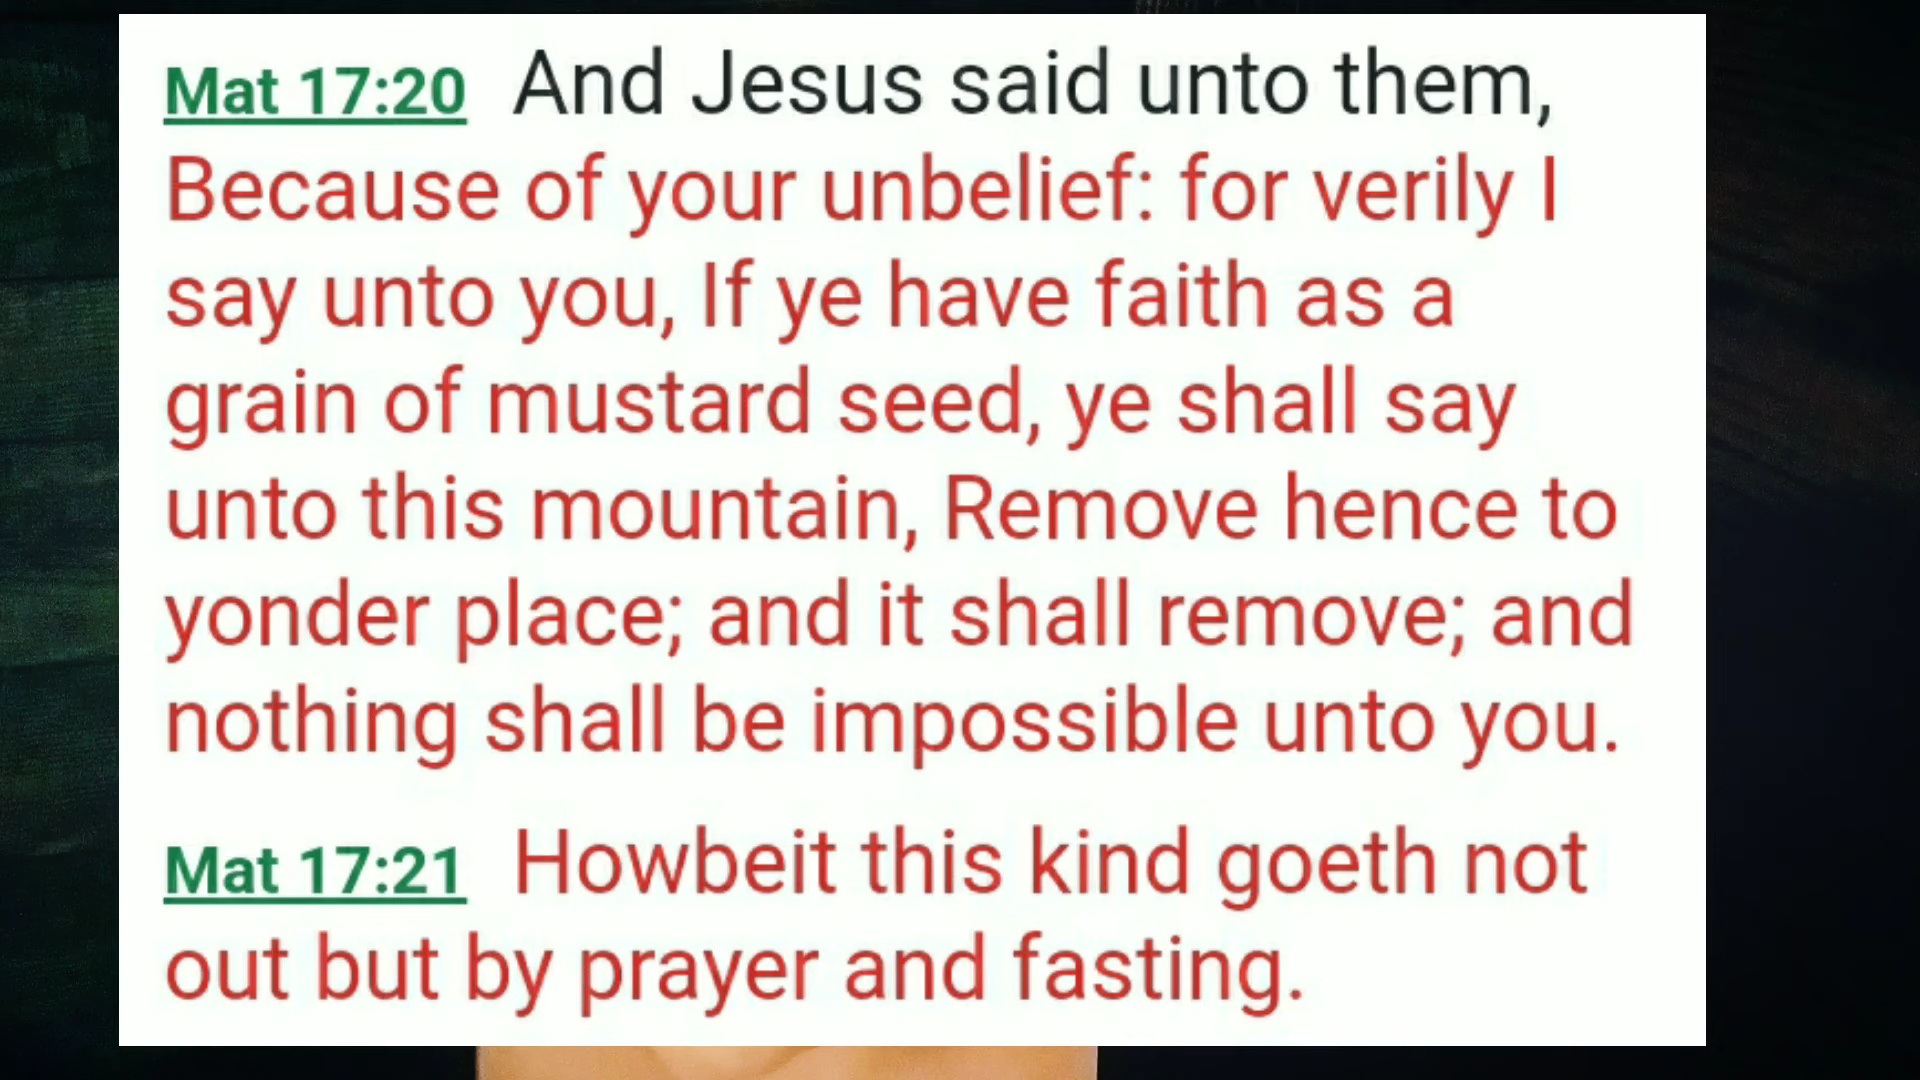 Mat 17:20 And Jesus said unto them,
Because of your unbelief: for verily I
say unto you, If ye have faith as a
grain of mustard seed, ye shall say
unto this mountain, Remove hence to
yonder place; and it shall remove; and
nothing shall be impossible unto you.
Mat 17:21 Howbeit this kind goeth not
out but by prayer and fasting.